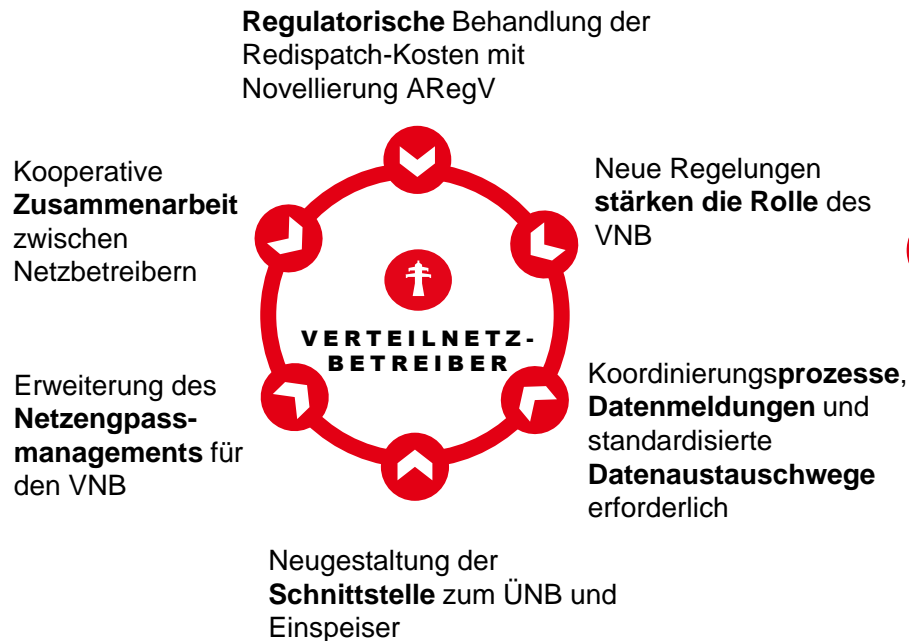 Regulatorische Behandlung der
Redispatch-Kosten mit
Novellierung ARegV
Kooperative
Zusammenarbeit
zwischen
Netzbetreibern
Neue Regelungen
stärken die Rolle des
VNB
VERTEILNETZ-
BETREIBER
Erweiterung des
Netzengpass-
managements für
den VNB
Koordinierungsprozesse,
Datenmeldungen und
standardisierte
Datenaustauschwege
erforderlich
Neugestaltung der
Schnittstelle zum ÜNB und
Einspeiser